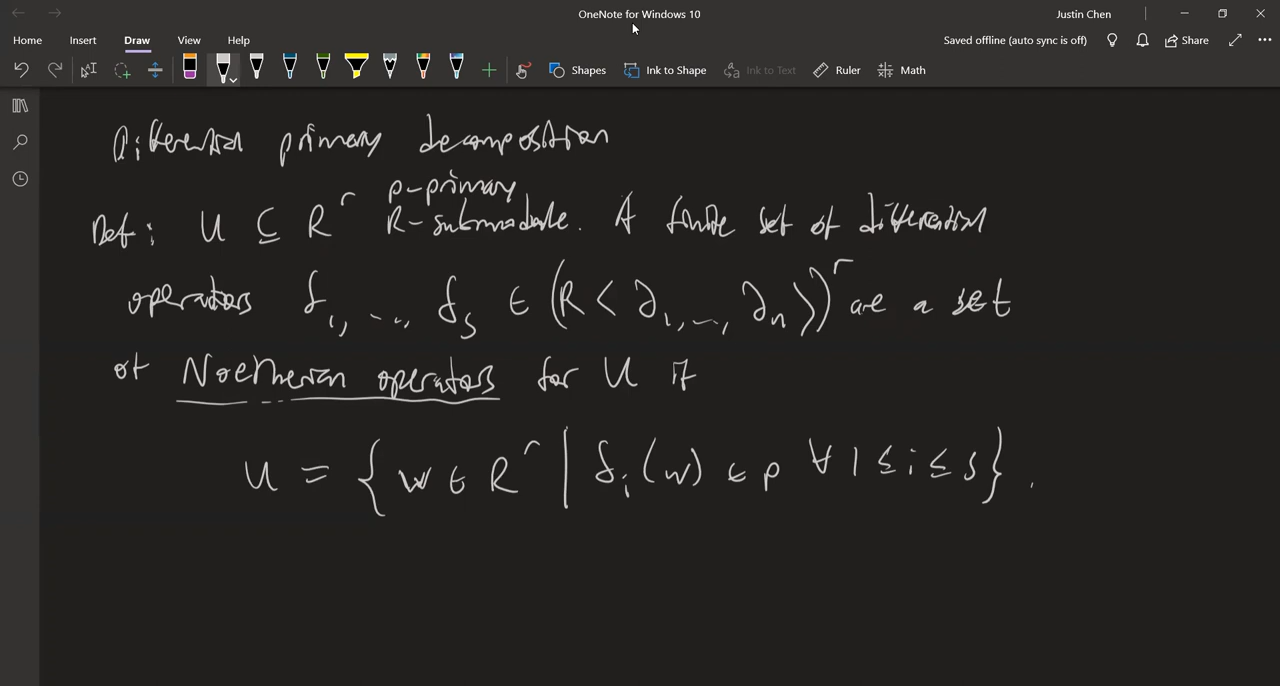 OneNote for Windows 10
Justin Chen
Home Insert Draw View Help
Saved offline (auto sync is off) Share
Shapes Ink to Shape Ink to Text Ruler Math
Differential primary decomposition
p-primary
Def: U ⊆ R^r R-submodule. A finite set of differential
operators δ_1, ..., δ_s ∈ (R<∂_1, ..., ∂_n>)^r are a set
of Noetherian operators for U if
U = {w ∈ R^r | δ_i(w) ∈ p ∀ 1 ≤ i ≤ s}.